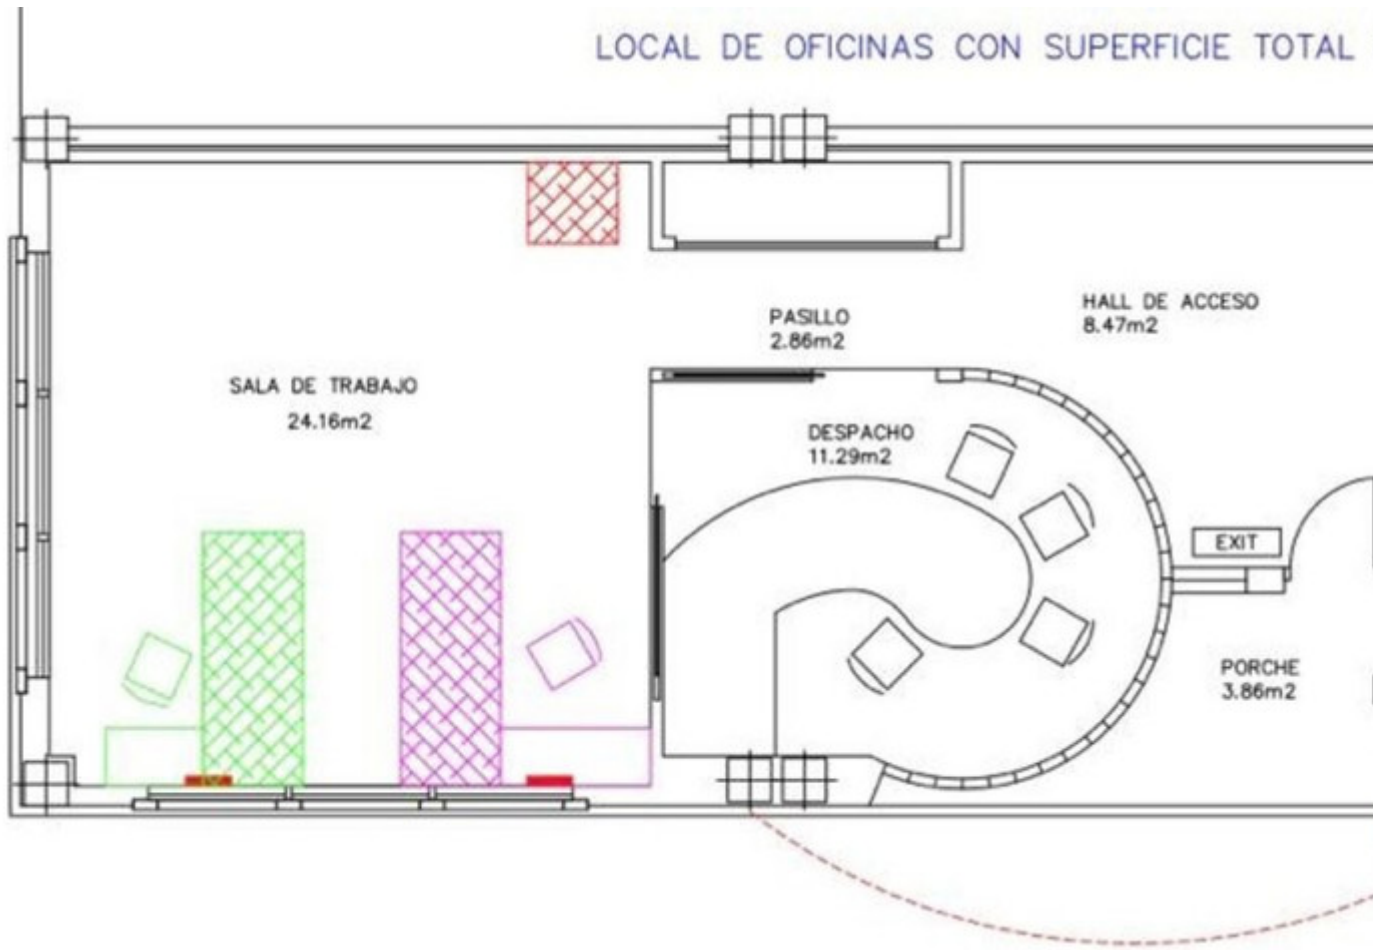 LOCAL DE OFICINAS CON SUPERFICIE TOTAL
HALL DE ACCESO
8.47m2
PASILLO
2.86m2
SALA DE TRABAJO
24.16m2
DESPACHO
11.29m2
EXIT
PORCHE
3.86m2